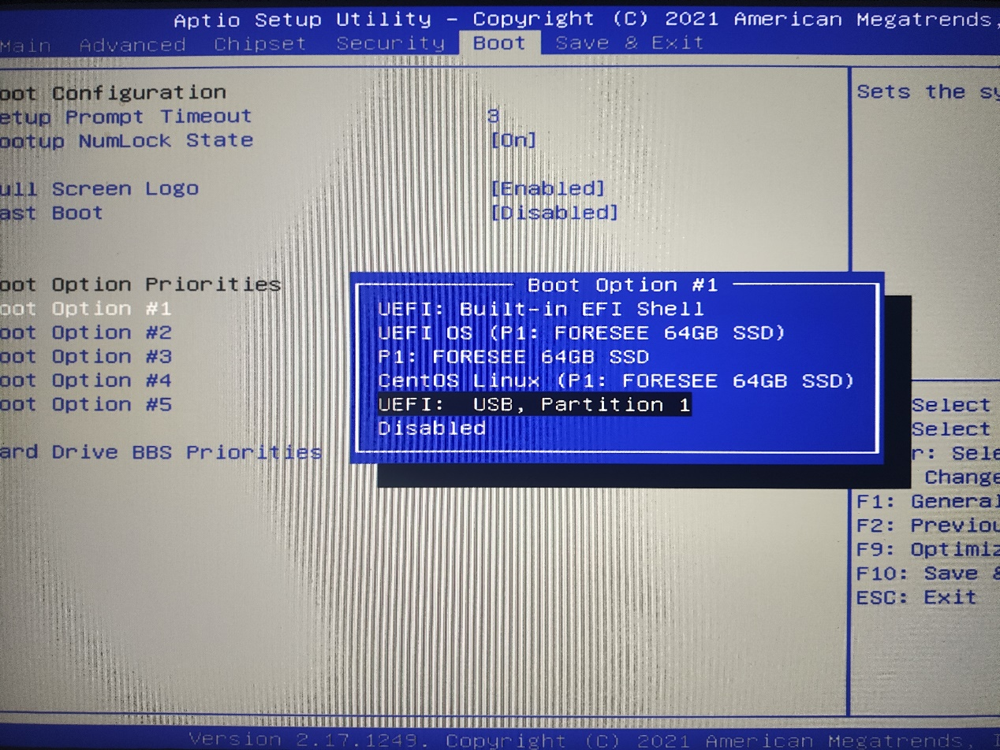 Aptio Setup Utility – Copyright (C) 2021 American Megatrends,
Main Advanced Chipset Security Boot Save & Exit
oot Configuration
etup Prompt Timeout 3
ootup NumLock State [On]
ull Screen Logo [Enabled]
ast Boot [Disabled]
oot Option Priorities
oot Option #1
oot Option #2
oot Option #3
oot Option #4
oot Option #5
ard Drive BBS Priorities
Boot Option #1
UEFI: Built-in EFI Shell
UEFI OS (P1: FORESEE 64GB SSD)
P1: FORESEE 64GB SSD
CentOS Linux (P1: FORESEE 64GB SSD)
UEFI:  USB, Partition 1
Disabled
Sets the sy
Select
Select
r: Sele
Change
F1: General
F2: Previou
F9: Optimiz
F10: Save &
ESC: Exit
Version 2.17.1249. Copyright (C) 2021 American Megatrends,